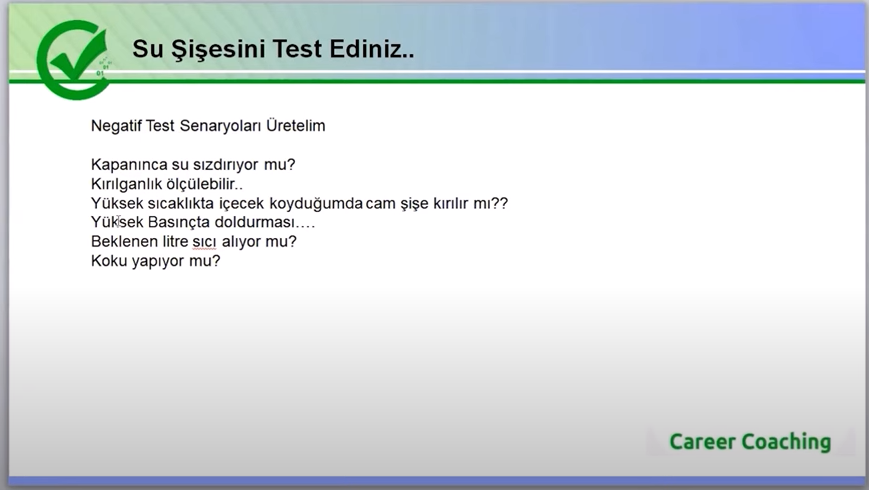 Su Şişesini Test Ediniz..
Negatif Test Senaryoları Üretelim
Kapanınca su sızdırıyor mu?
Kırılganlık ölçülebilir..
Yüksek sıcaklıkta içecek koyduğumda cam şişe kırılır mı??
Yüksek Basınçta doldurması....
Beklenen litre sıcı alıyor mu?
Koku yapıyor mu?
Career Coaching